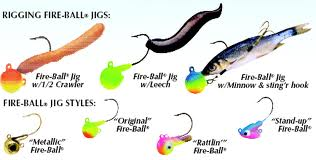 RIGGING FIRE-BALL® JIGS:
Fire-Ball® Jig
w/1/2 Crawler
Fire-Ball® Jig
w/Leech
Fire-Ball® Jig
w/Minnow & sting'r hook
FIRE-BALL® JIG STYLES:
"Metallic"
Fire-Ball®
"Original"
Fire-Ball®
"Rattlin'"
Fire-Ball®
"Stand-up"
Fire-Ball®